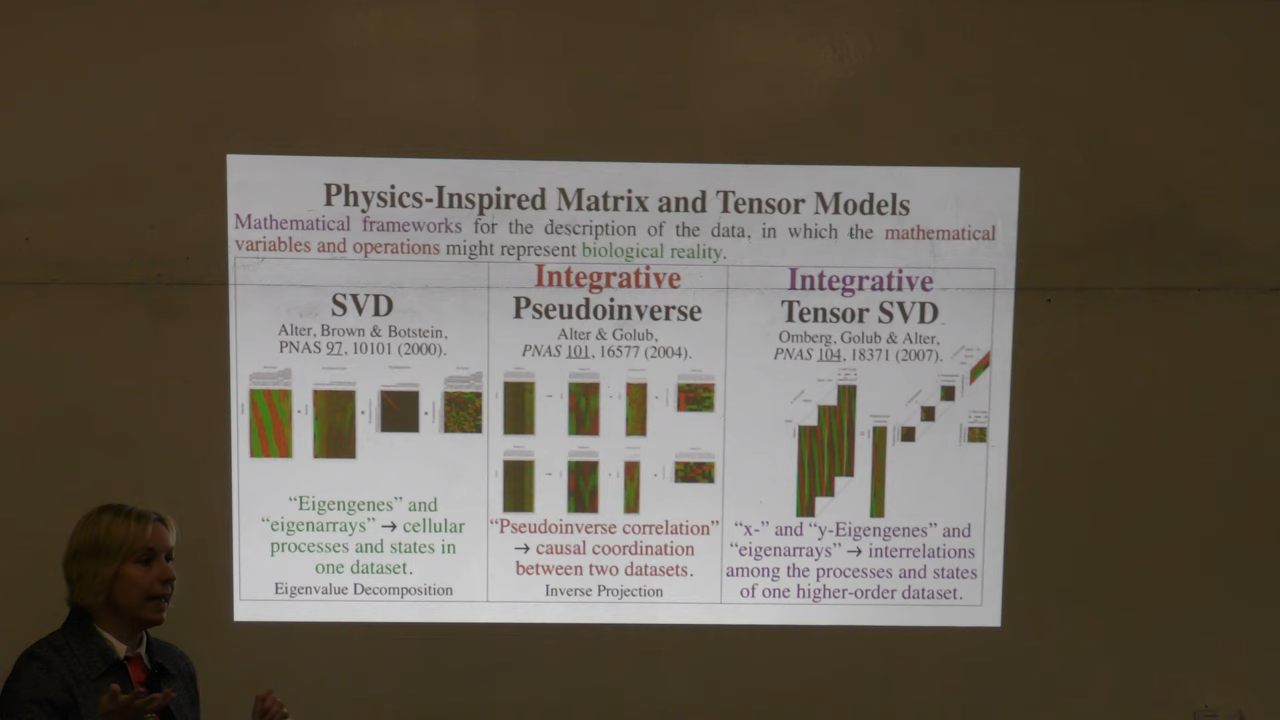 Physics-Inspired Matrix and Tensor Models
Mathematical frameworks for the description of the data, in which the mathematical
variables and operations might represent biological reality.
SVD
Alter, Brown & Botstein,
PNAS 97, 10101 (2000).
"Eigengenes" and
"eigenarrays" → cellular
processes and states in
one dataset.
Eigenvalue Decomposition
Integrative
Pseudoinverse
Alter & Golub,
PNAS 101, 16577 (2004).
"Pseudoinverse correlation"
→ causal coordination
between two datasets.
Inverse Projection
Integrative
Tensor SVD
Omberg, Golub & Alter,
PNAS 104, 18371 (2007).
"x-" and "y-Eigengenes" and
"eigenarrays" → interrelations
among the processes and states
of one higher-order dataset.